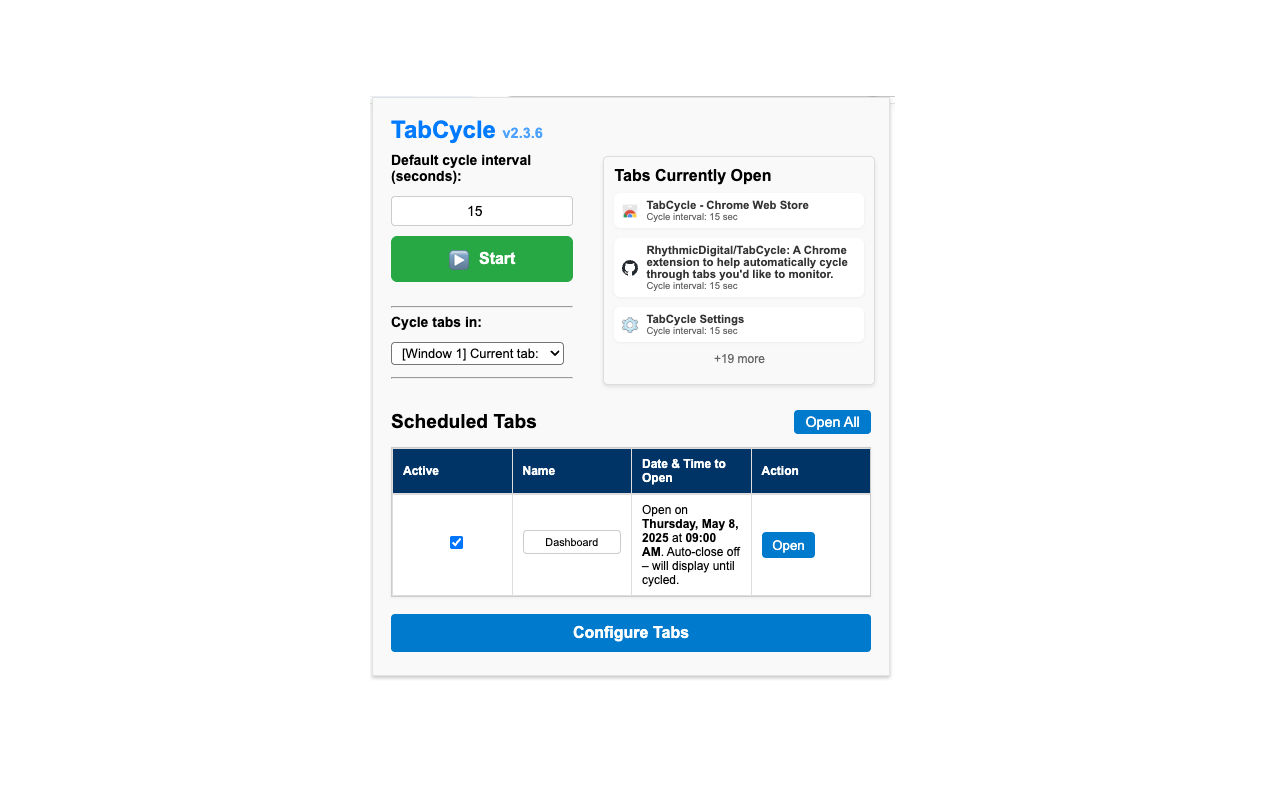 TabCycle v2.3.6
Default cycle interval
(seconds):
15
Start
Cycle tabs in:
[Window 1] Current tab:
Tabs Currently Open
TabCycle - Chrome Web Store
Cycle interval: 15 sec
RhythmicDigital/TabCycle: A Chrome
extension to help automatically cycle
through tabs you'd like to monitor.
Cycle interval: 15 sec
TabCycle Settings
Cycle interval: 15 sec
+19 more
Scheduled Tabs
Open All
Active
Name
Date & Time to
Open
Action
Dashboard
Open on
Thursday, May 8,
2025 at 09:00
AM. Auto-close off
– will display until
cycled.
Open
Configure Tabs